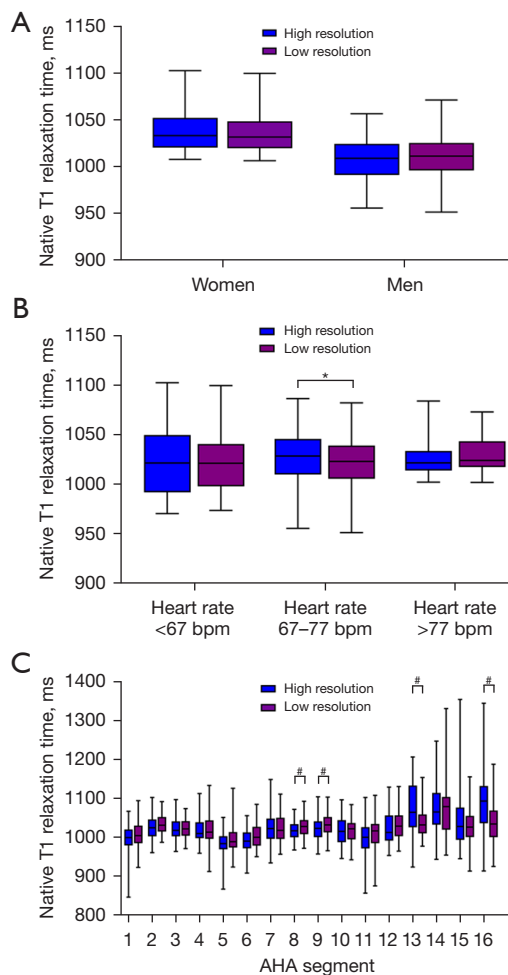 A
High resolution
Low resolution
Native T1 relaxation time, ms
1150
1100
1050
1000
950
900
Women Men
B
High resolution
Low resolution
Native T1 relaxation time, ms
1150
1100
1050
1000
950
900
*
Heart rate <67 bpm
Heart rate 67–77 bpm
Heart rate >77 bpm
C
High resolution
Low resolution
Native T1 relaxation time, ms
1400
1300
1200
1100
1000
900
800
# # # #
1 2 3 4 5 6 7 8 9 10 11 12 13 14 15 16
AHA segment